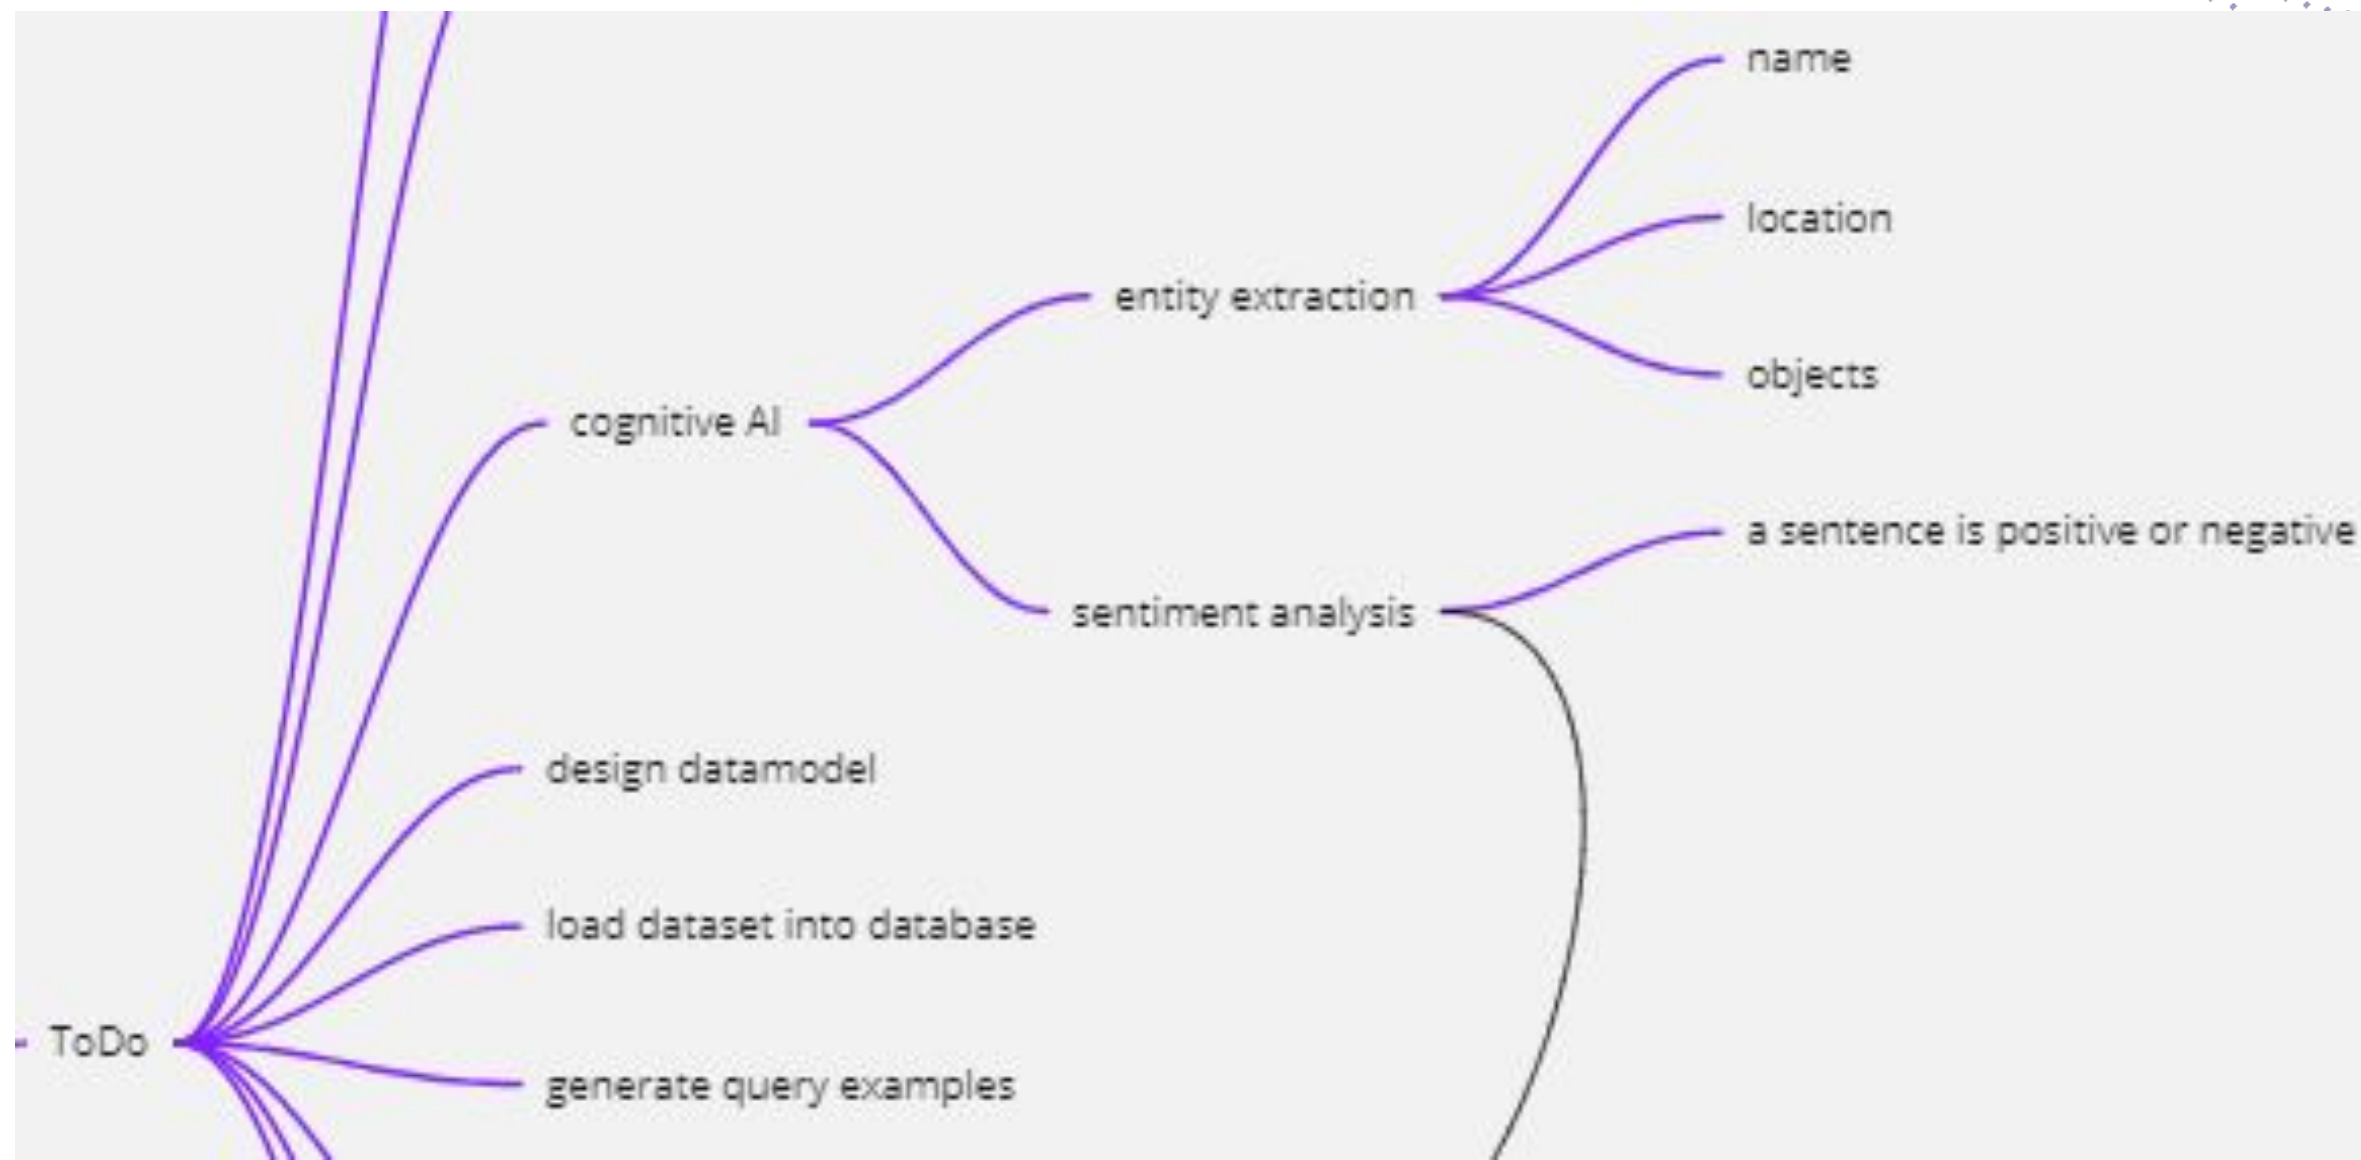 name
location
entity extraction
objects
cognitive AI
a sentence is positive or negative
sentiment analysis
design datamodel
load dataset into database
ToDo
generate query examples